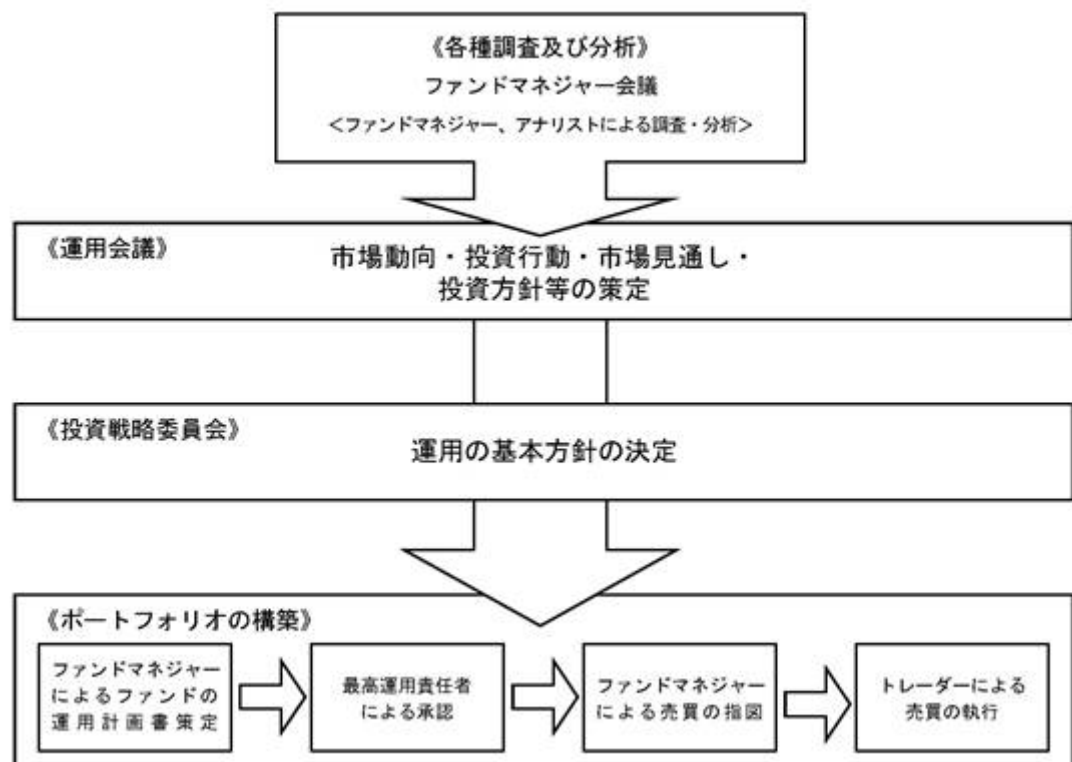 《各種調査及び分析》
ファンドマネジャー会議
＜ファンドマネジャー、アナリストによる調査・分析＞
《運用会議》
市場動向・投資行動・市場見通し・
投資方針等の策定
《投資戦略委員会》
運用の基本方針の決定
《ポートフォリオの構築》
ファンドマネジャー
によるファンドの
運用計画書策定
最高運用責任者
による承認
ファンドマネジャー
による売買の指図
トレーダーによる
売買の執行